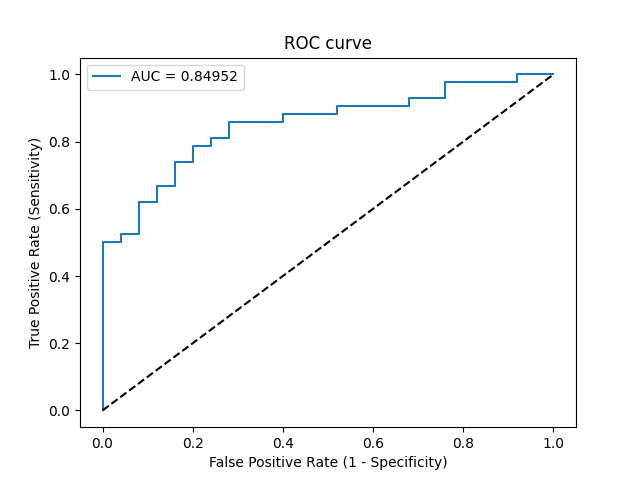 ROC curve
AUC = 0.84952
True Positive Rate (Sensitivity)
1.0
0.8
0.6
0.4
0.2
0.0
0.0 0.2 0.4 0.6 0.8 1.0
False Positive Rate (1 - Specificity)